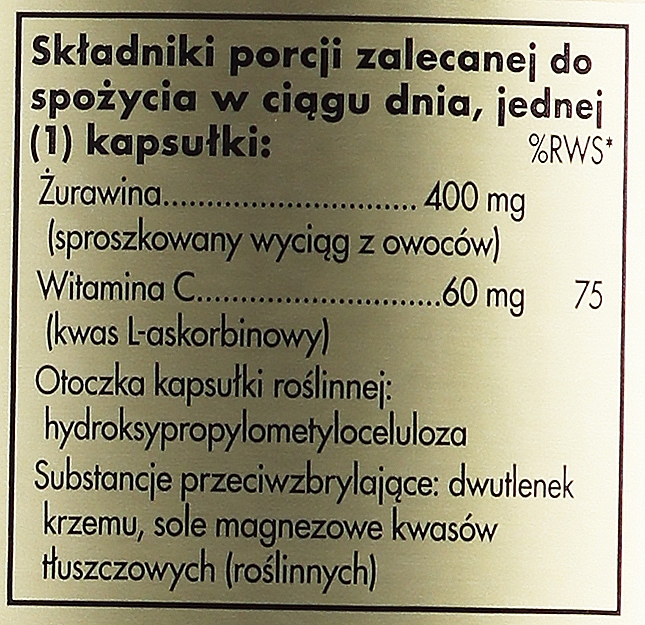 Składniki porcji zalecanej do
spożycia w ciągu dnia, jednej
(1) kapsułki: %RWS*
Żurawina.................................. 400 mg
(sproszkowany wyciąg z owoców)
Witamina C..............................60 mg 75
(kwas L-askorbinowy)
Otoczka kapsułki roślinnej:
hydroksypropylometyloceluloza
Substancje przeciwzbrylające: dwutlenek
krzemu, sole magnezowe kwasów
tłuszczowych (roślinnych)